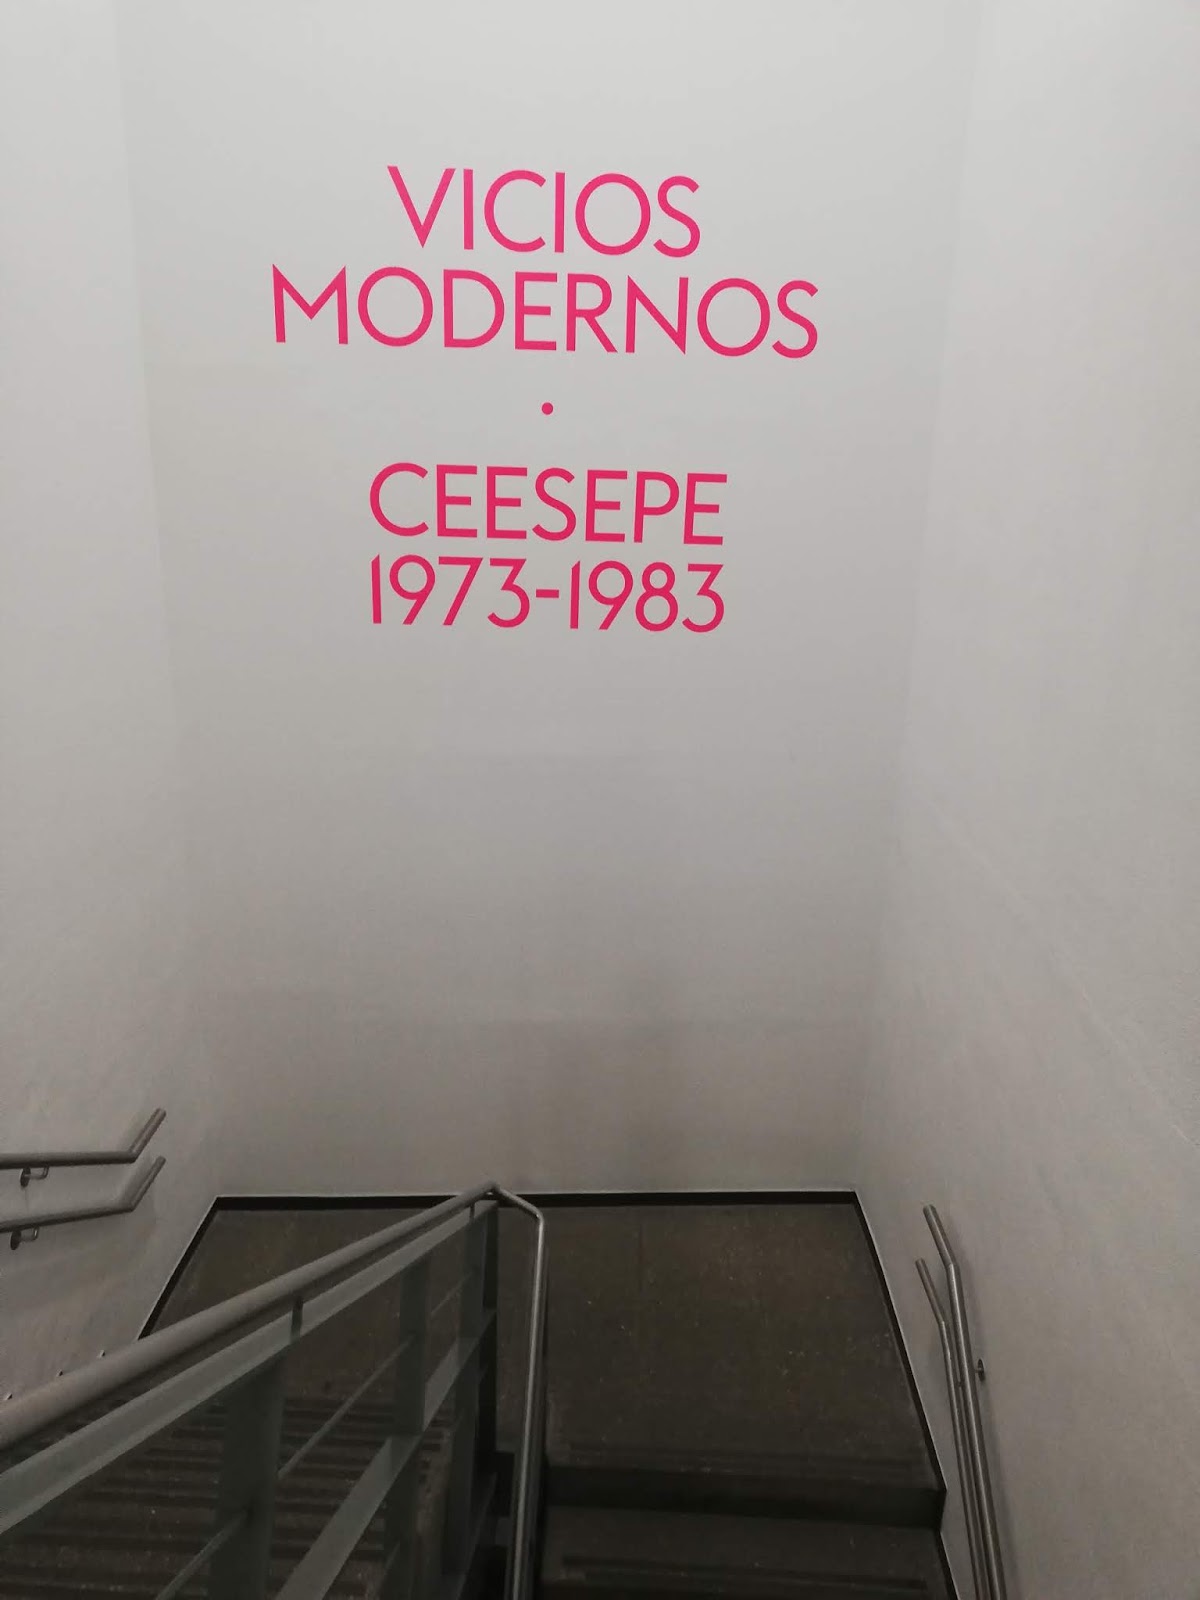 VICIOS
MODERNOS
·
CEESEPE
1973-1983